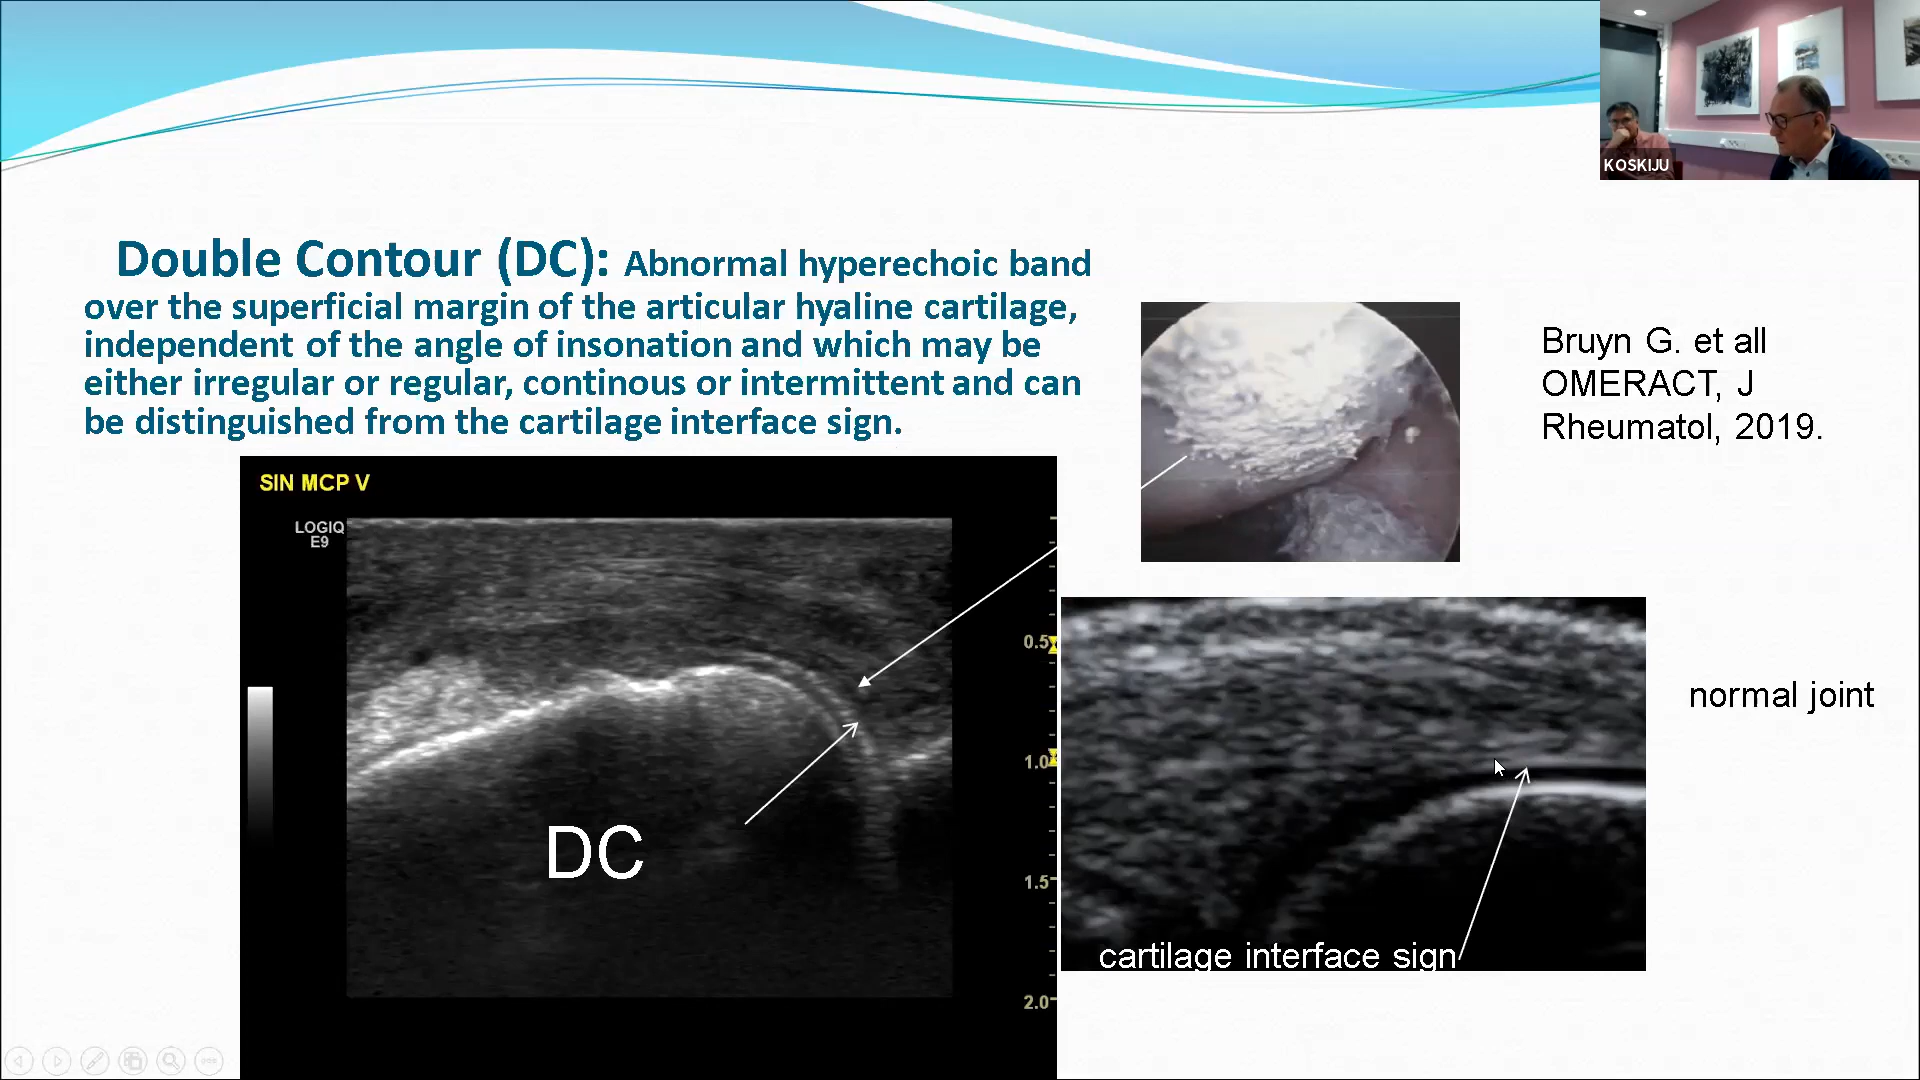 KOSKIJU
Double Contour (DC): Abnormal hyperechoic band
over the superficial margin of the articular hyaline cartilage,
independent of the angle of insonation and which may be
either irregular or regular, continous or intermittent and can
be distinguished from the cartilage interface sign.
Bruyn G. et all
OMERACT, J
Rheumatol, 2019.
SIN MCP V
LOGIQ
E9
0.5
1.0
1.5
2.0
DC
normal joint
cartilage interface sign